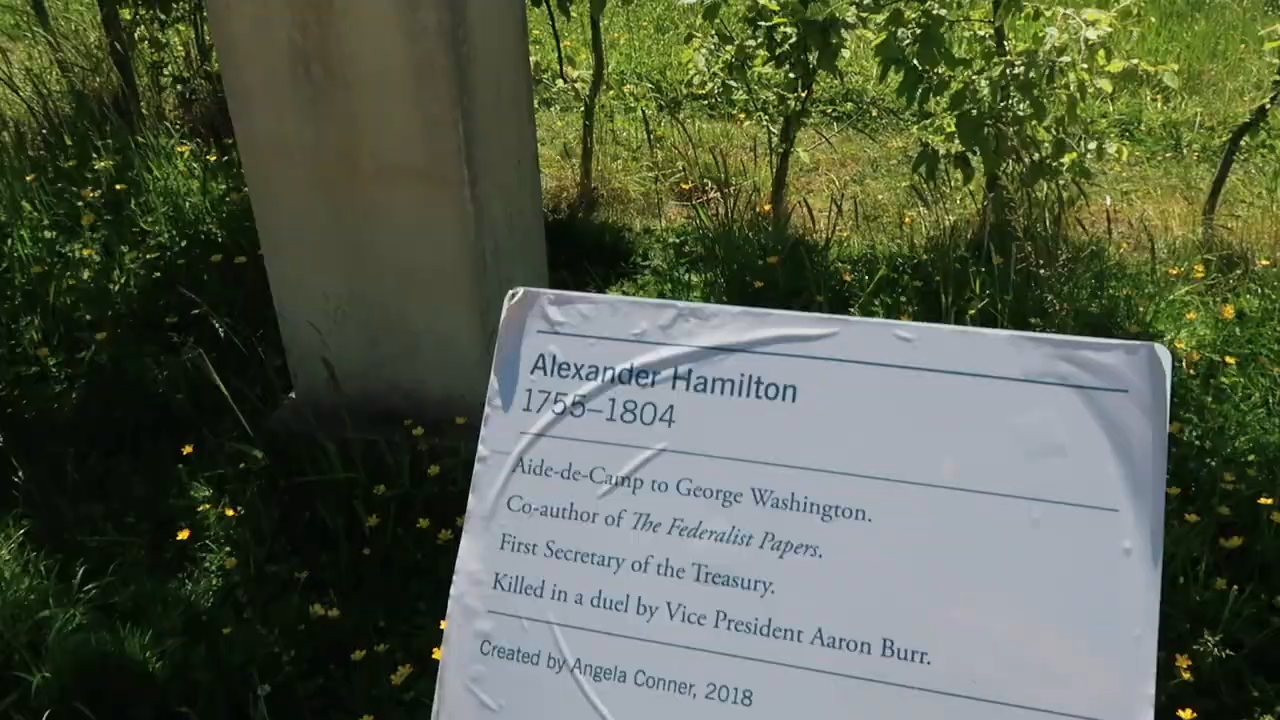 Alexander Hamilton
1755–1804
Aide-de-Camp to George Washington.
Co-author of The Federalist Papers.
First Secretary of the Treasury.
Killed in a duel by Vice President Aaron Burr.
Created by Angela Conner, 2018